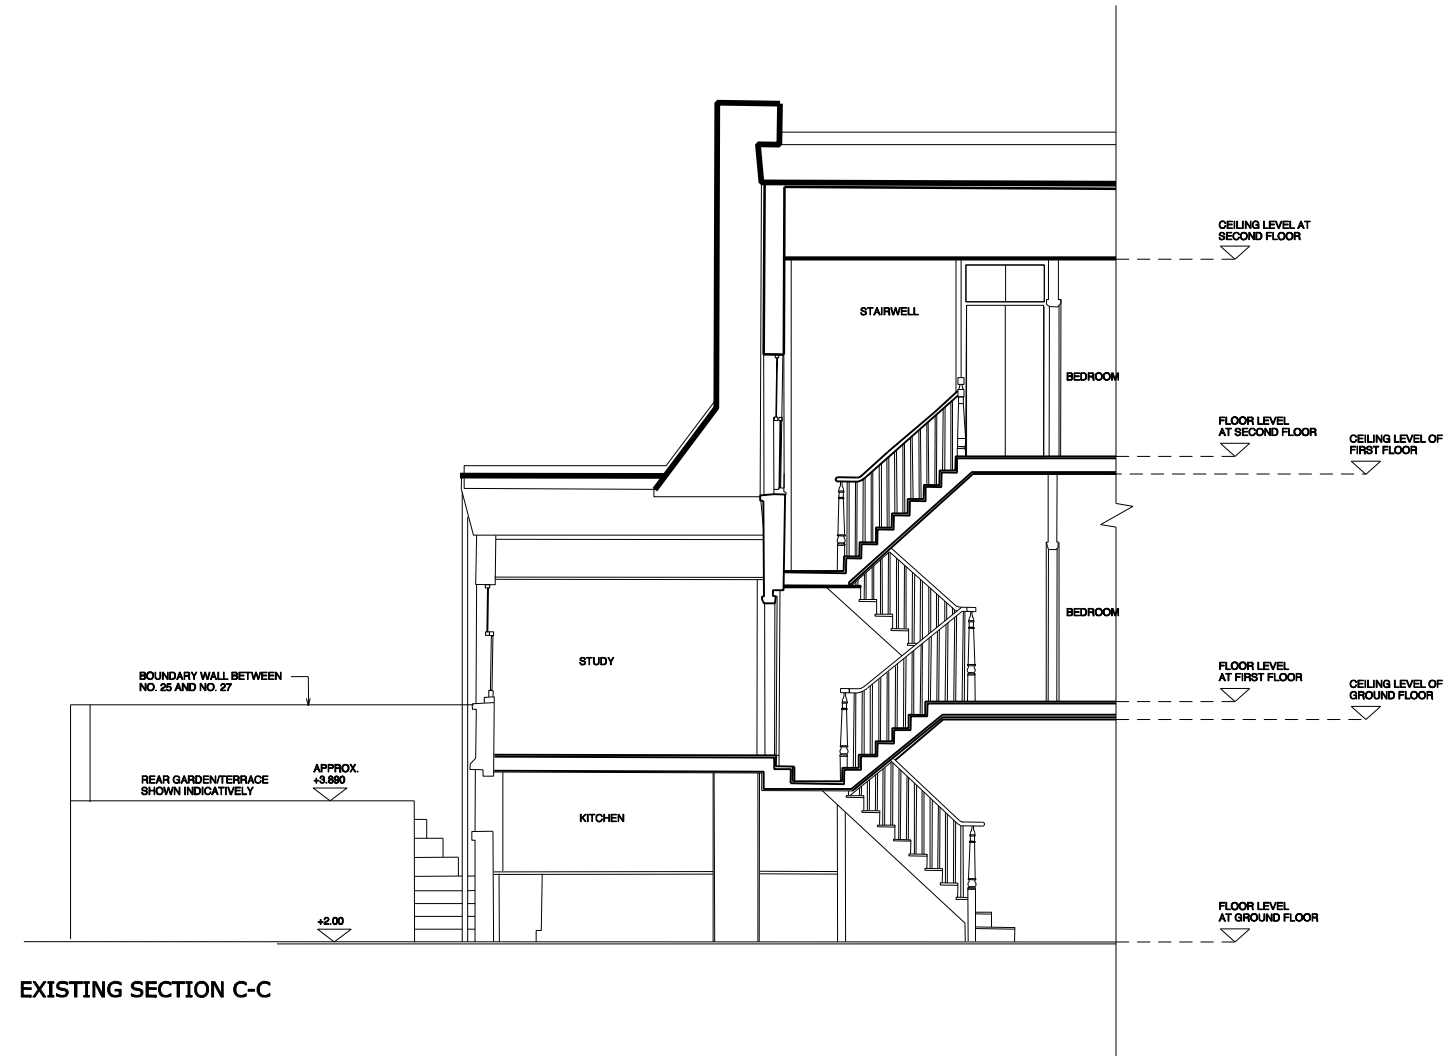 CEILING LEVEL AT
SECOND FLOOR
STAIRWELL
BEDROOM
FLOOR LEVEL
AT SECOND FLOOR
CEILING LEVEL OF
FIRST FLOOR
BEDROOM
STUDY
BOUNDARY WALL BETWEEN
NO. 25 AND NO. 27
FLOOR LEVEL
AT FIRST FLOOR
CEILING LEVEL OF
GROUND FLOOR
APPROX.
+3.890
REAR GARDEN/TERRACE
SHOWN INDICATIVELY
KITCHEN
+2.00
FLOOR LEVEL
AT GROUND FLOOR
EXISTING SECTION C-C